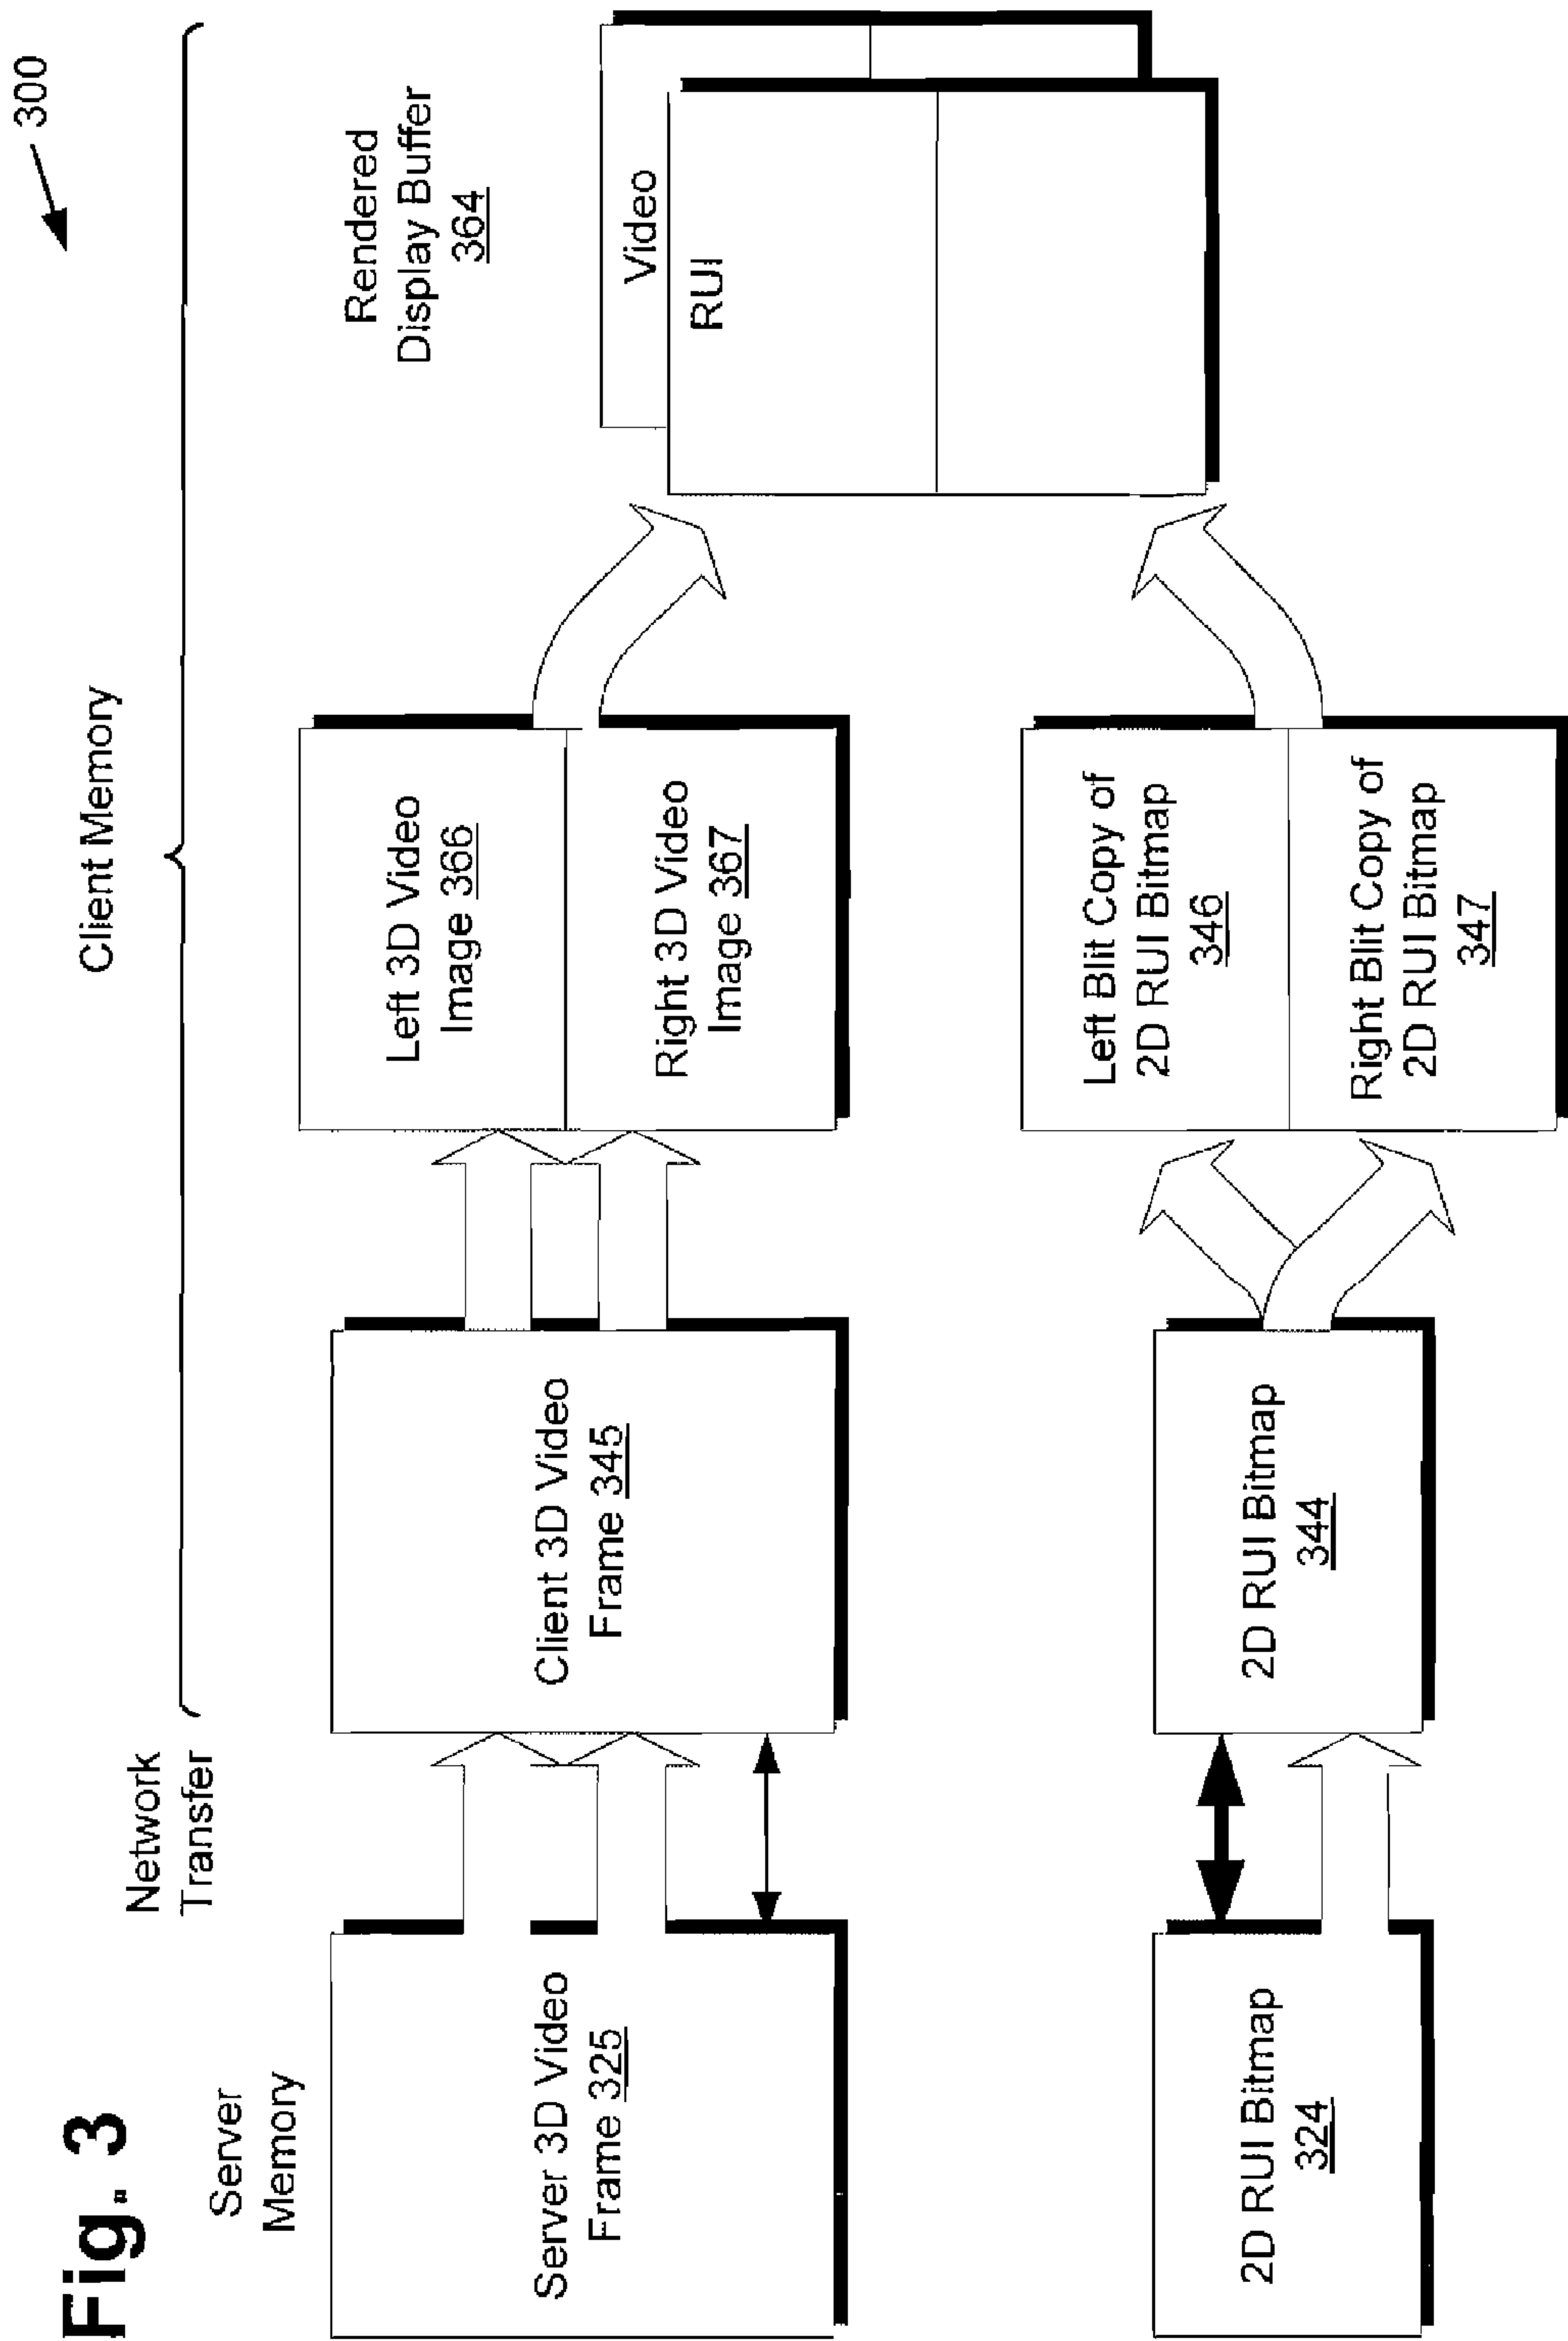 Fig. 3
300
Server
Memory
Network
Transfer
Client Memory
Server 3D Video
Frame 325
Client 3D Video
Frame 345
Left 3D Video
Image 366
Right 3D Video
Image 367
Rendered
Display Buffer
364
Video
RUI
2D RUI Bitmap
324
2D RUI Bitmap
344
Left Blit Copy of
2D RUI Bitmap
346
Right Blit Copy of
2D RUI Bitmap
347